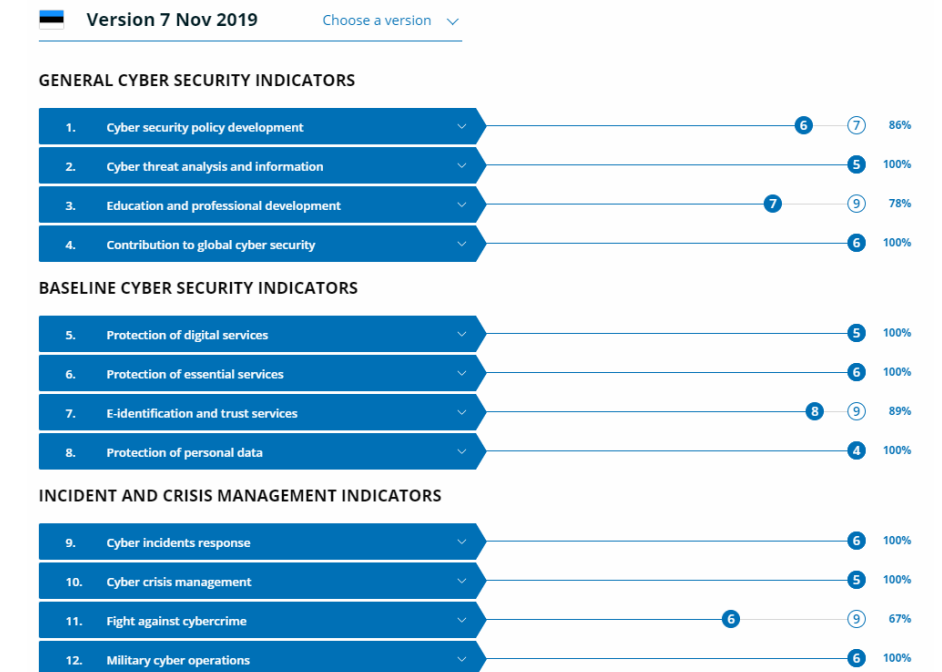 Version 7 Nov 2019 Choose a version
GENERAL CYBER SECURITY INDICATORS
1. Cyber security policy development 6 7 86%
2. Cyber threat analysis and information 5 100%
3. Education and professional development 7 9 78%
4. Contribution to global cyber security 6 100%
BASELINE CYBER SECURITY INDICATORS
5. Protection of digital services 5 100%
6. Protection of essential services 6 100%
7. E-identification and trust services 8 9 89%
8. Protection of personal data 4 100%
INCIDENT AND CRISIS MANAGEMENT INDICATORS
9. Cyber incidents response 6 100%
10. Cyber crisis management 5 100%
11. Fight against cybercrime 6 9 67%
12. Military cyber operations 6 100%